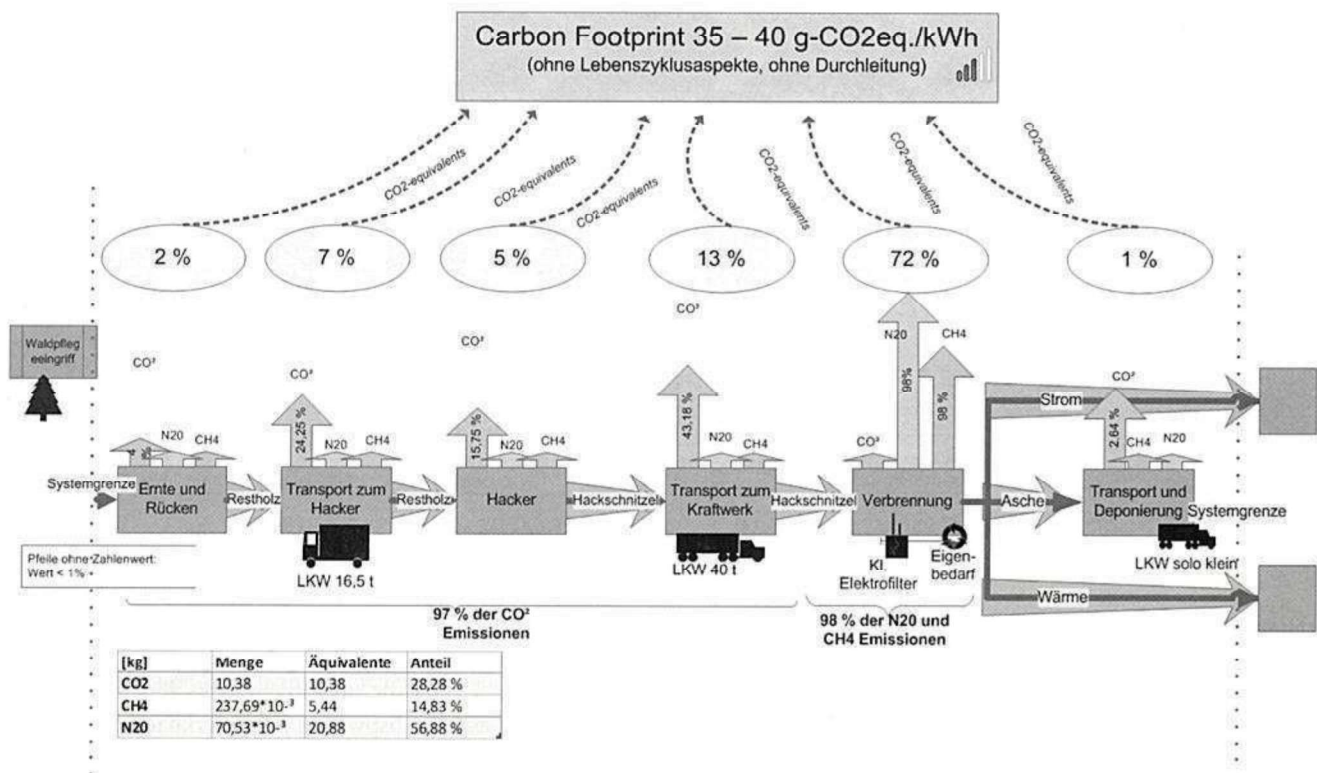 Carbon Footprint 35 – 40 g-CO2eq./kWh
(ohne Lebenszyklusaspekte, ohne Durchleitung)
CO2-equivalents
CO2-equivalents
CO2-equivalents
CO2-equivalents
CO2-equivalents
CO2-equivalents
2 %
7 %
5 %
13 %
72 %
1 %
Waldpfleg
eeingriff
CO²
CO²
CO²
CO²
N20
CH4
CO²
N20
CH4
24,25 %
N20
CH4
15,75 %
N20
CH4
43,18 %
N20
CH4
CO²
98%
98 %
2.64 %
CH4
N20
Strom
Systemgrenze
Ernte und
Rücken
Restholz
Transport zum
Hacker
Restholz
Hacker
Hackschnitzel
Transport zum
Kraftwerk
Hackschnitzel
Verbrennung
Asche
Transport und
Deponierung
Systemgrenze
Pfeile ohne Zahlenwert:
Wert < 1%
LKW 16,5 t
LKW 40 t
Kl.
Elektrofilter
Eigen-
bedarf
LKW solo klein
Wärme
97 % der CO²
Emissionen
98 % der N20 und
CH4 Emissionen
[kg] Menge Äquivalente Anteil
CO2 10,38 10,38 28,28 %
CH4 237,69*10-³ 5,44 14,83 %
N20 70,53*10-³ 20,88 56,88 %